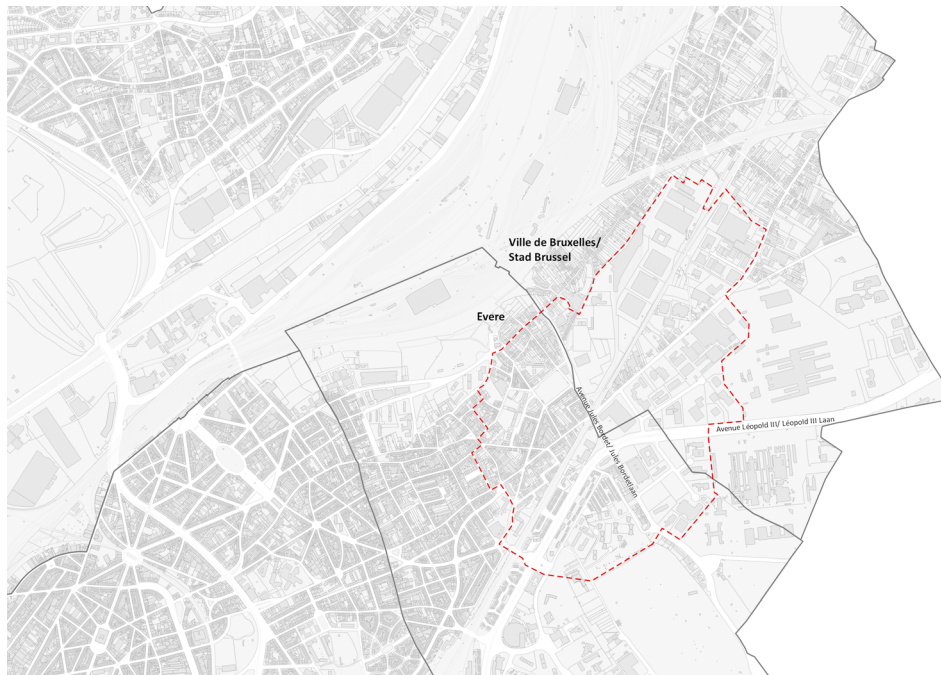 Ville de Bruxelles/
Stad Brussel
Evere
Avenue Jules Bordet/ Jules Bordetlaan
Avenue Léopold III/ Léopold III Laan